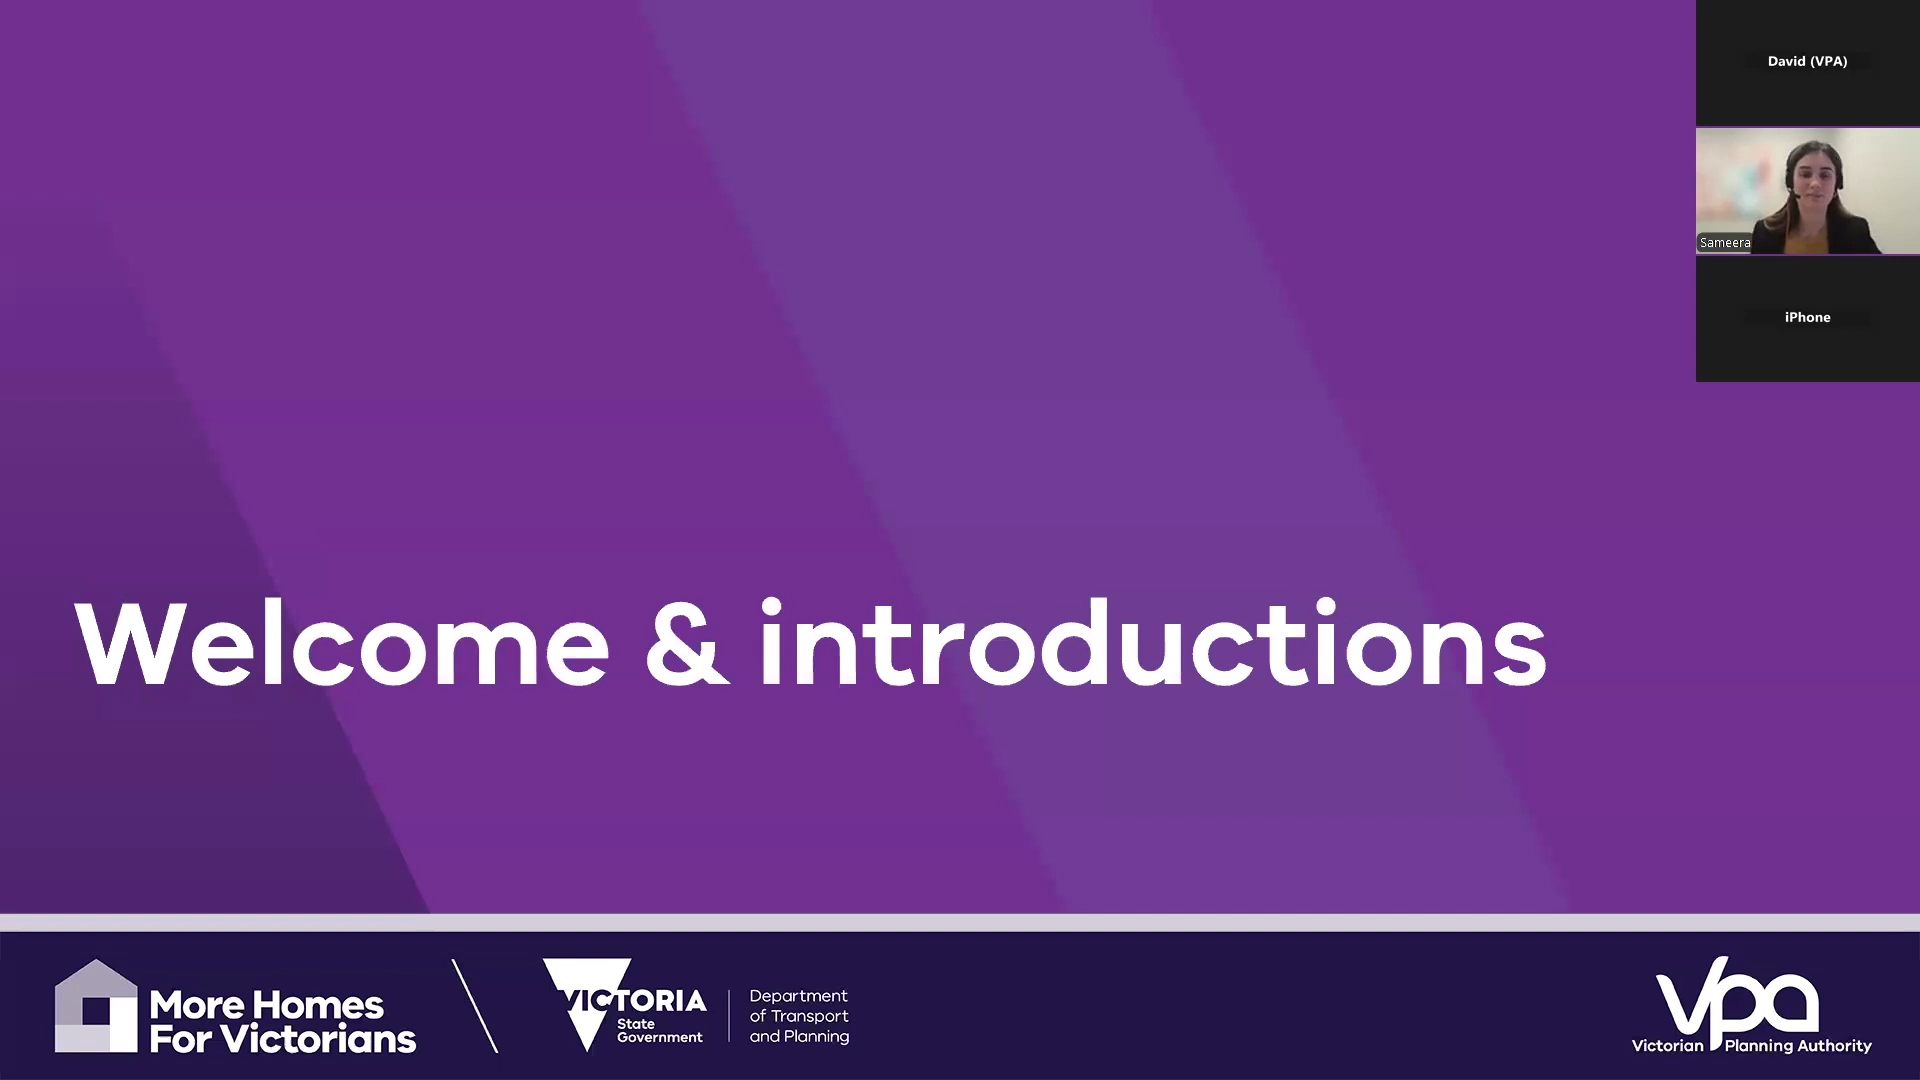 David (VPA)
Sameera
iPhone
Welcome & introductions
More Homes
For Victorians
VICTORIA
State
Government
Department
of Transport
and Planning
vpa
Victorian Planning Authority